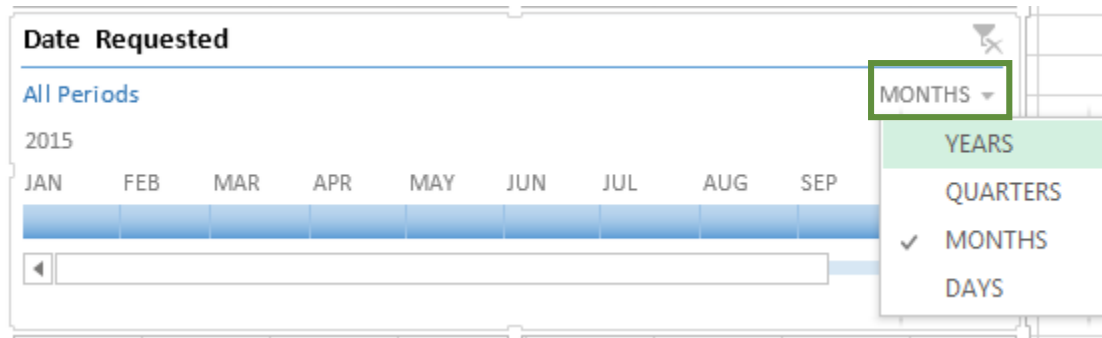 Date Requested
All Periods
MONTHS
2015
JAN FEB MAR APR MAY JUN JUL AUG SEP
YEARS
QUARTERS
MONTHS
DAYS